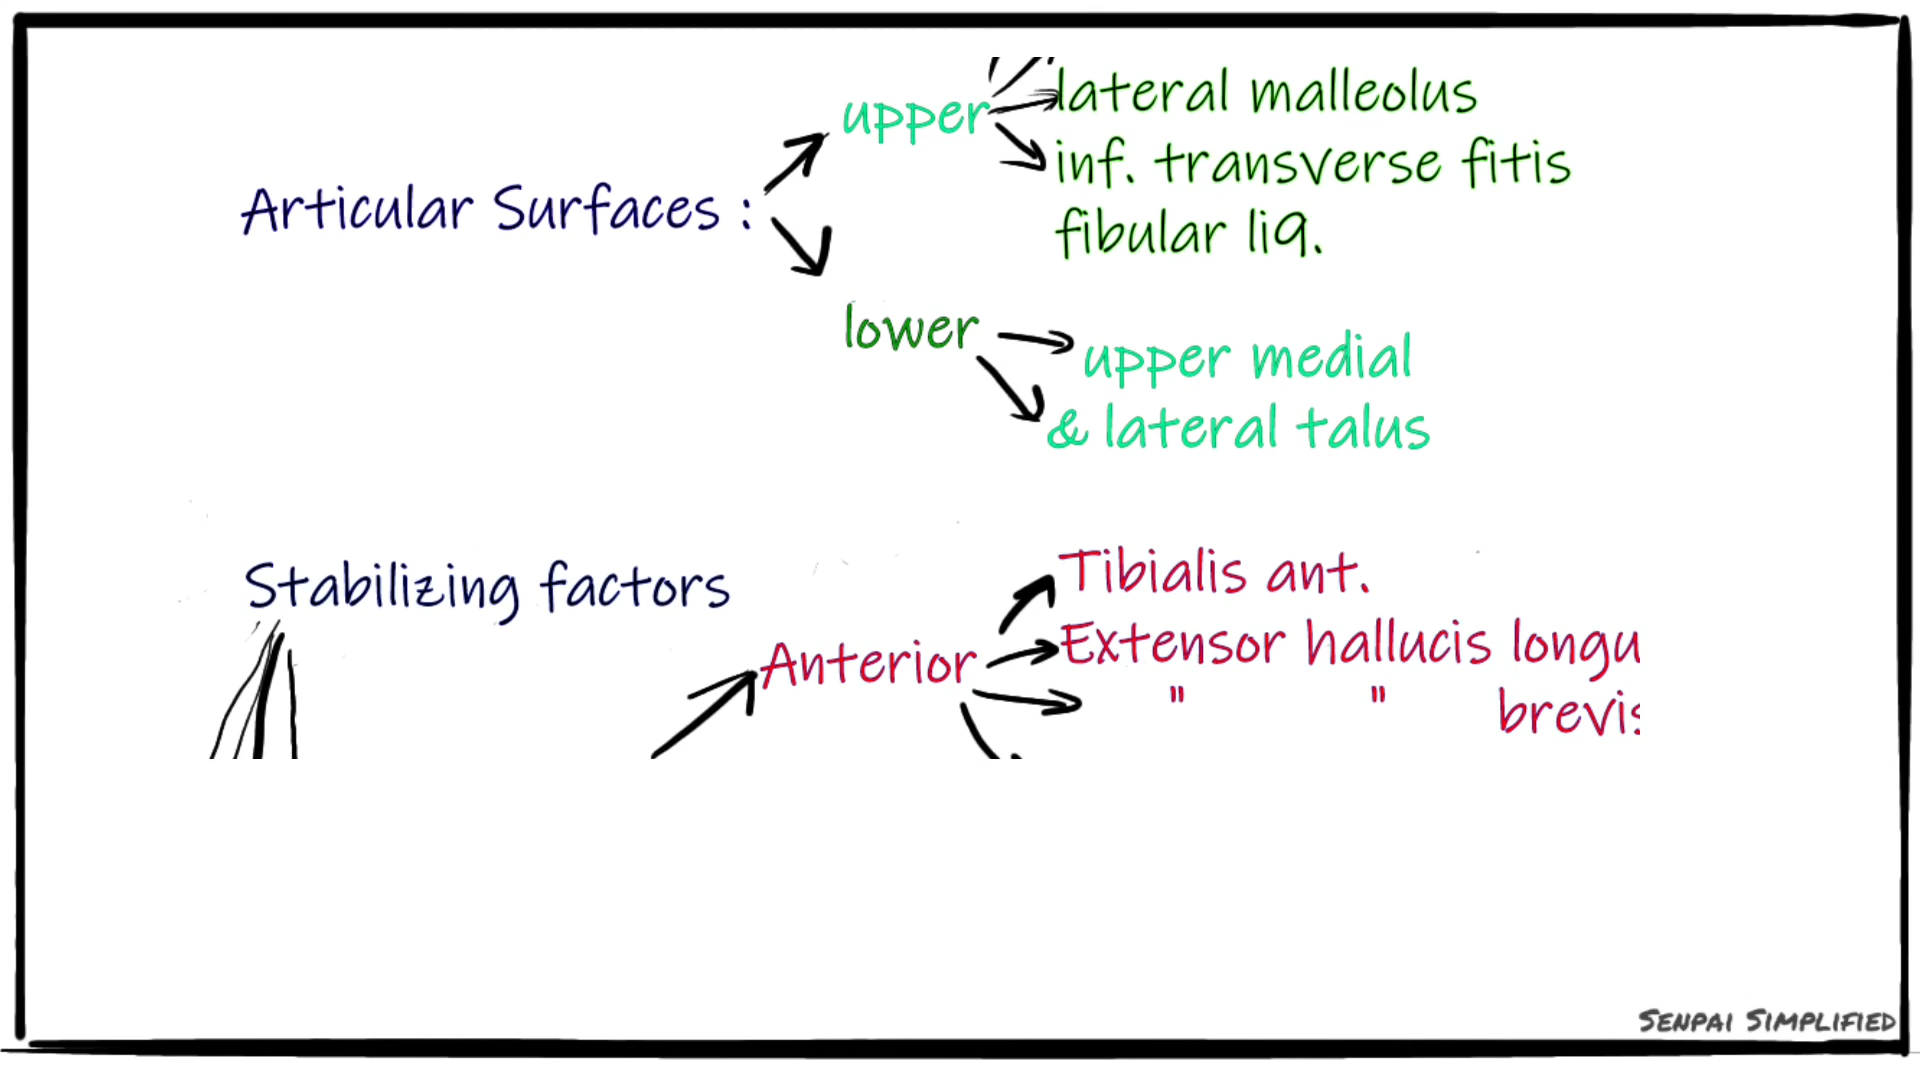 lateral malleolus
upper
inf. transverse fitis
Articular Surfaces :
fibular liq.
lower
upper medial
& lateral talus
Stabilizing factors
Tibialis ant.
Anterior
Extensor hallucis longu
" " brevis
SENPAI SIMPLIFIED